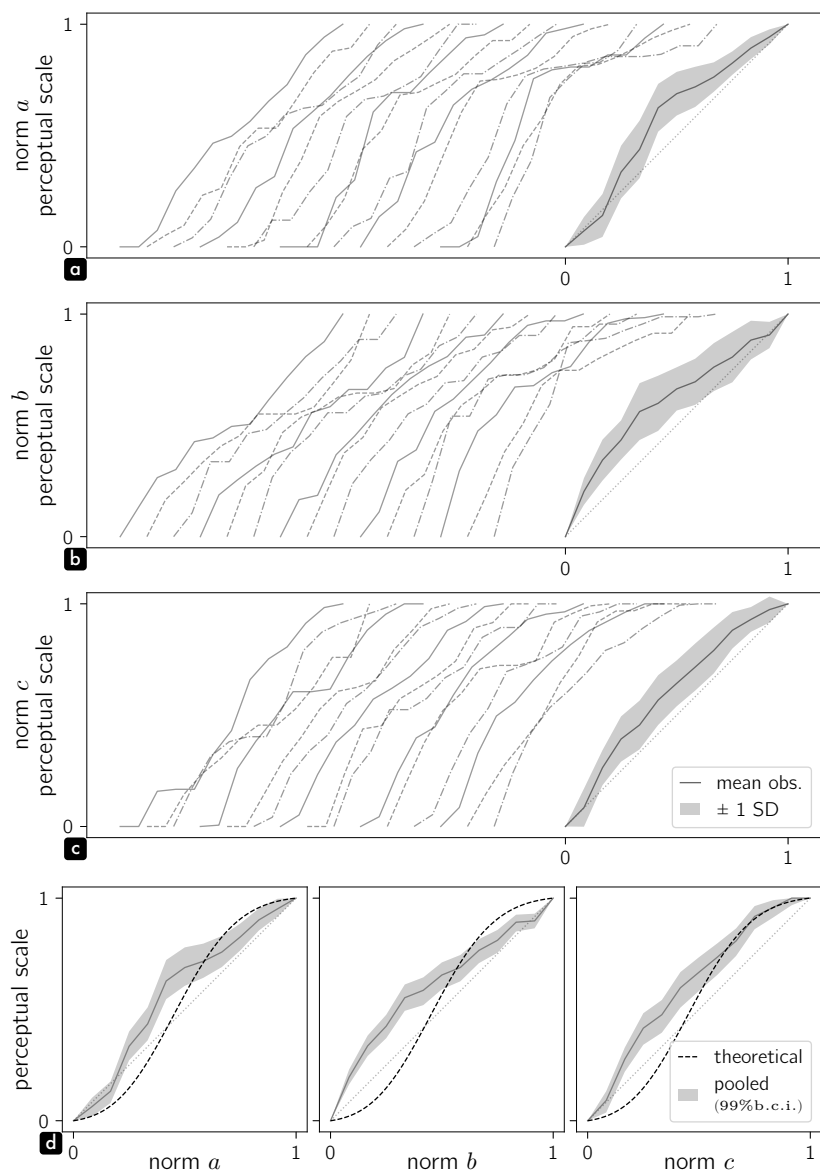 1
norm a
perceptual scale
0
a
0
1
1
norm b
perceptual scale
0
b
0
1
1
norm c
perceptual scale
mean obs.
± 1 SD
0
c
0
1
1
perceptual scale
theoretical
pooled
(99%b.c.i.)
0
d
0
1
0
1
0
1
norm a
norm b
norm c